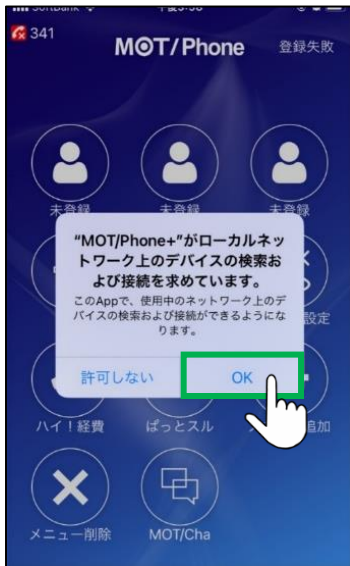 SoftBank
341
MOT/Phone
登録失敗
未登録
未登録
未登録
"MOT/Phone+"がローカルネッ
トワーク上のデバイスの検索お
よび接続を求めています。
このAppで、使用中のネットワーク上のデ
バイスの検索および接続ができるようにな
ります。
設定
許可しない
OK
ハイ！経費
ぱっとスル
追加
メニュー削除
MOT/Cha